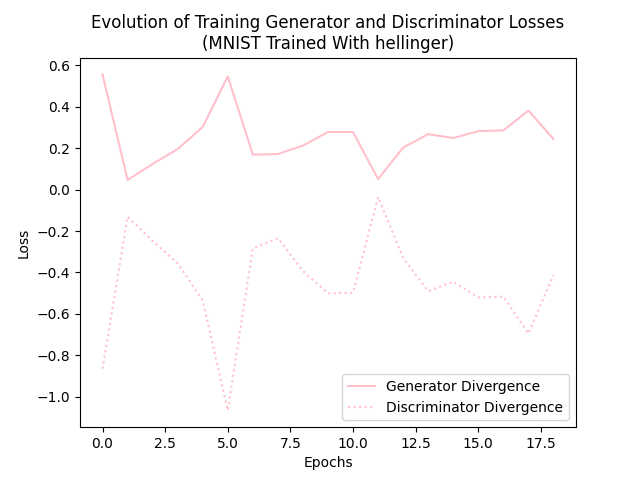 Evolution of Training Generator and Discriminator Losses
(MNIST Trained With hellinger)
0.6
0.4
0.2
0.0
−0.2
−0.4
−0.6
−0.8
−1.0
Loss
Generator Divergence
Discriminator Divergence
0.0 2.5 5.0 7.5 10.0 12.5 15.0 17.5
Epochs